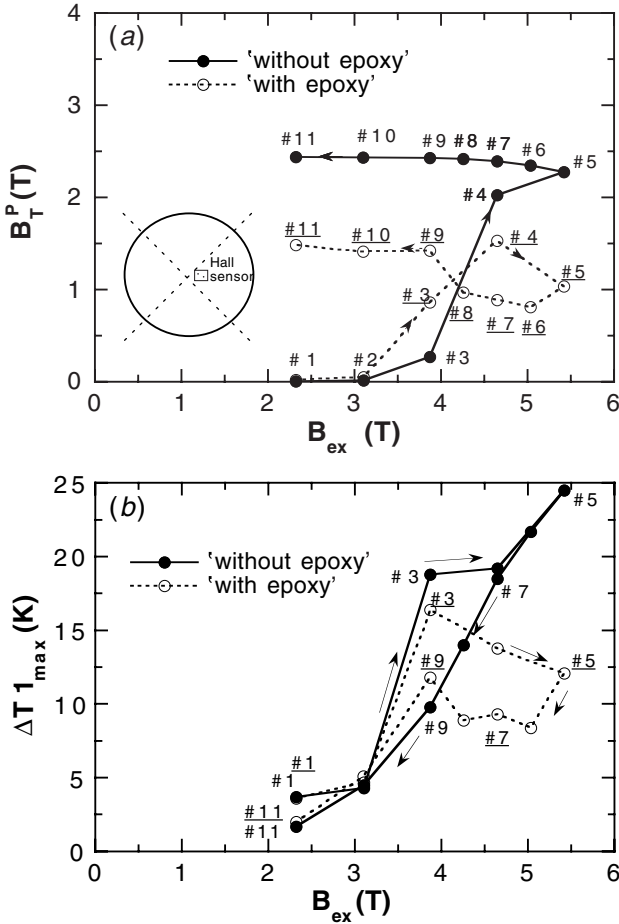 (a)
'without epoxy'
'with epoxy'
4
3
2
1
0
B_T^P (T)
#11 #10 #9 #8 #7 #6 #5
#4
#11 #10 #9 #4
#5
#3
#8 #7 #6
#3
#1 #2
Hall
sensor
0 1 2 3 4 5 6
B_ex (T)
(b)
'without epoxy'
'with epoxy'
25
20
15
10
5
0
ΔT 1_max (K)
#5
#3
#7
#3
#9
#5
#9
#7
#1
#1
#11
#11
0 1 2 3 4 5 6
B_ex (T)